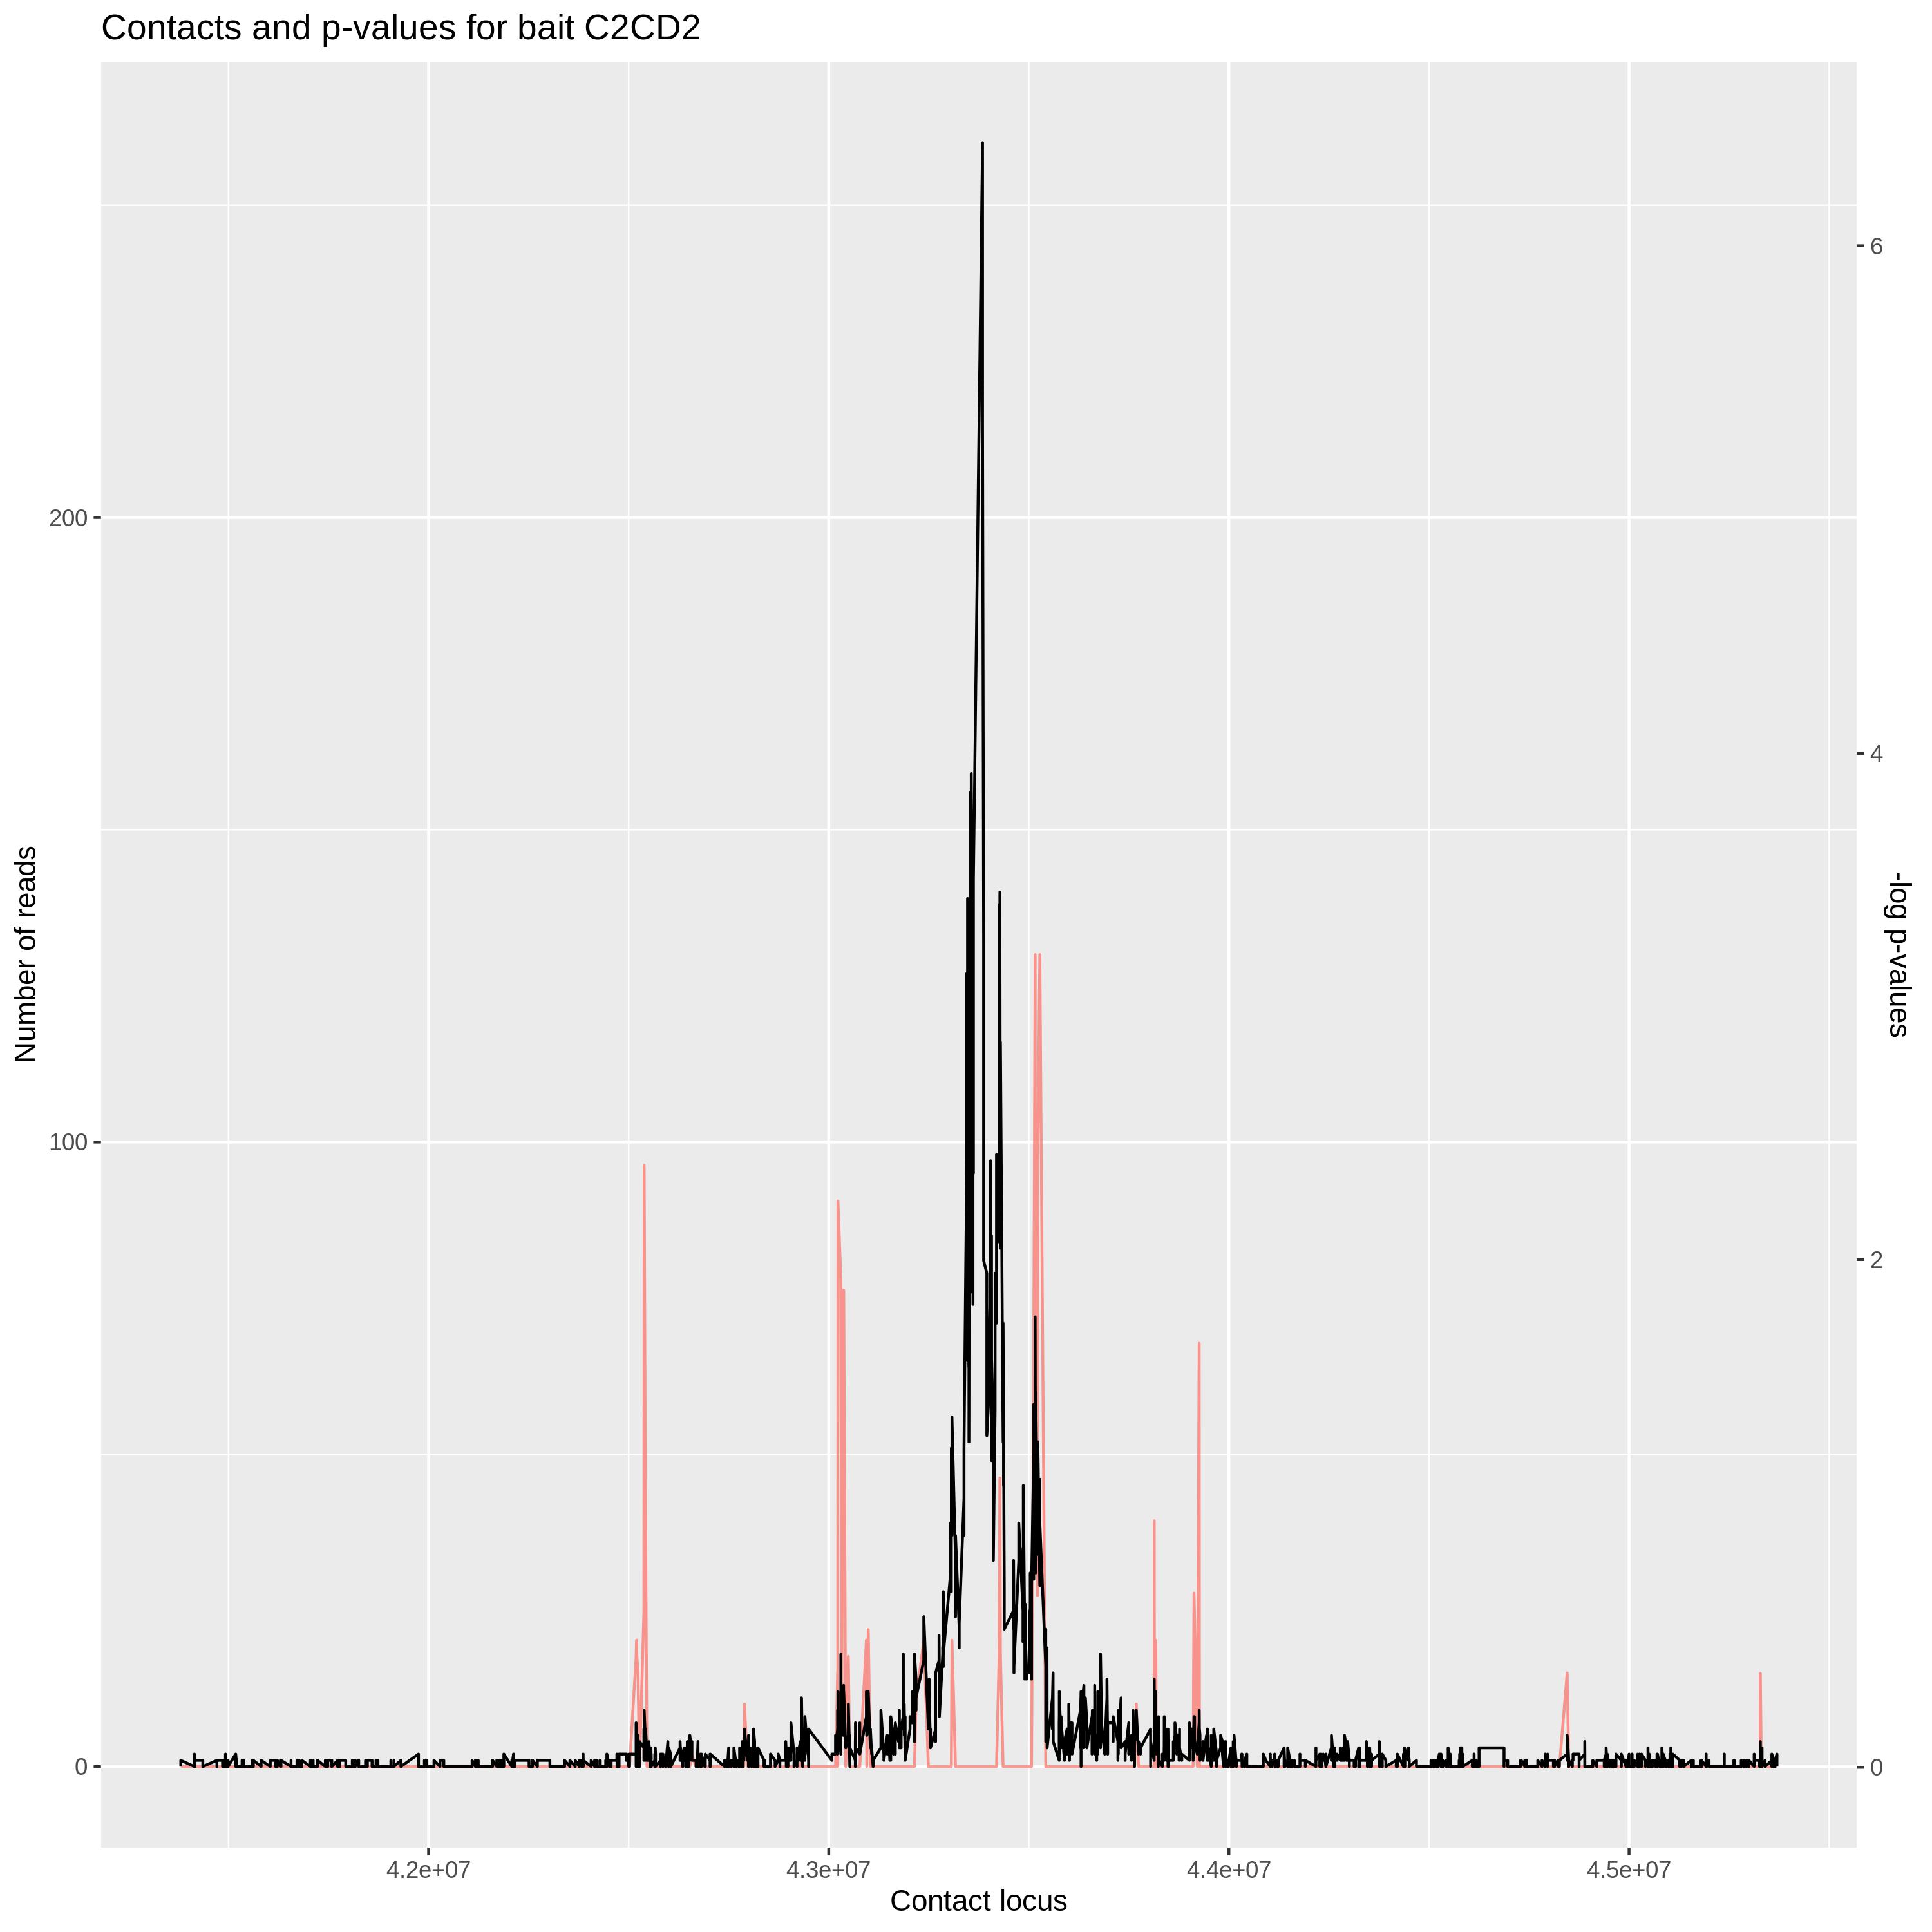 Contacts and p-values for bait C2CD2
Number of reads
200
100
0
6
4
2
0
-log p-values
4.2e+07
4.3e+07
4.4e+07
4.5e+07
Contact locus